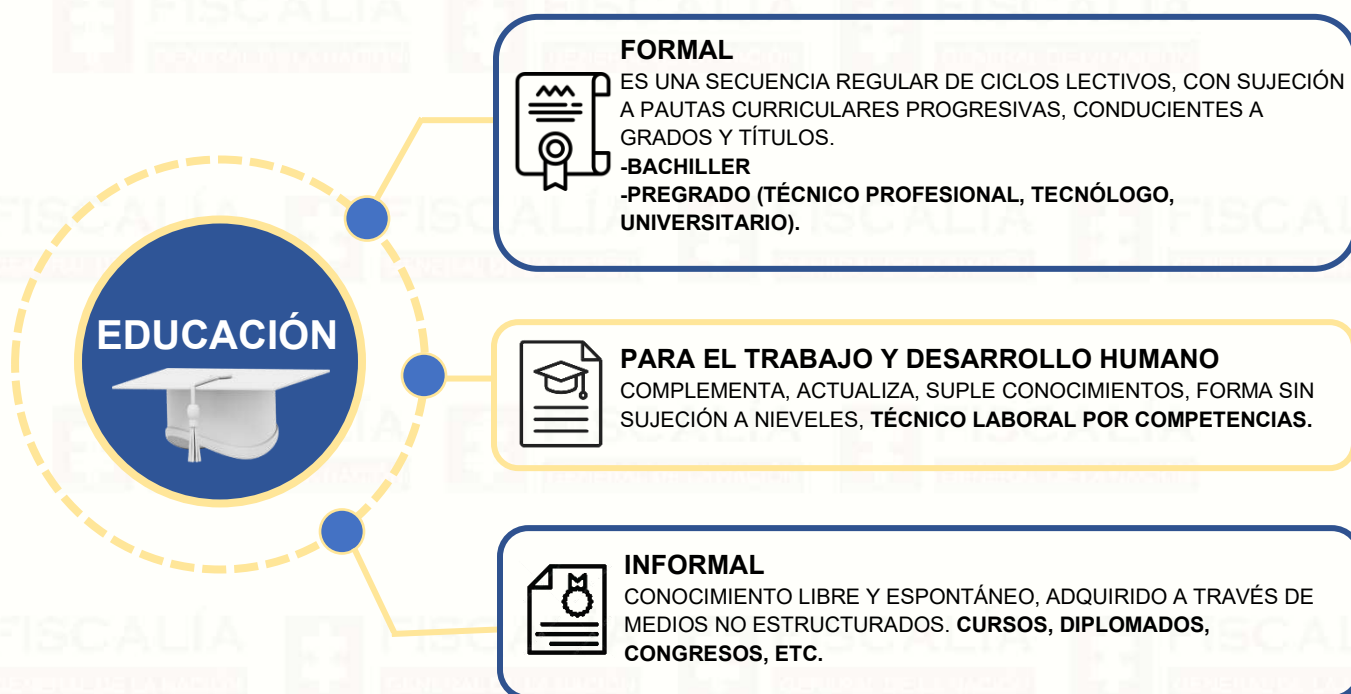 FORMAL
ES UNA SECUENCIA REGULAR DE CICLOS LECTIVOS, CON SUJECIÓN
A PAUTAS CURRICULARES PROGRESIVAS, CONDUCIENTES A
GRADOS Y TÍTULOS.
-BACHILLER
-PREGRADO (TÉCNICO PROFESIONAL, TECNÓLOGO,
UNIVERSITARIO).
EDUCACIÓN
PARA EL TRABAJO Y DESARROLLO HUMANO
COMPLEMENTA, ACTUALIZA, SUPLE CONOCIMIENTOS, FORMA SIN
SUJECIÓN A NIEVELES, TÉCNICO LABORAL POR COMPETENCIAS.
INFORMAL
CONOCIMIENTO LIBRE Y ESPONTÁNEO, ADQUIRIDO A TRAVÉS DE
MEDIOS NO ESTRUCTURADOS. CURSOS, DIPLOMADOS,
CONGRESOS, ETC.